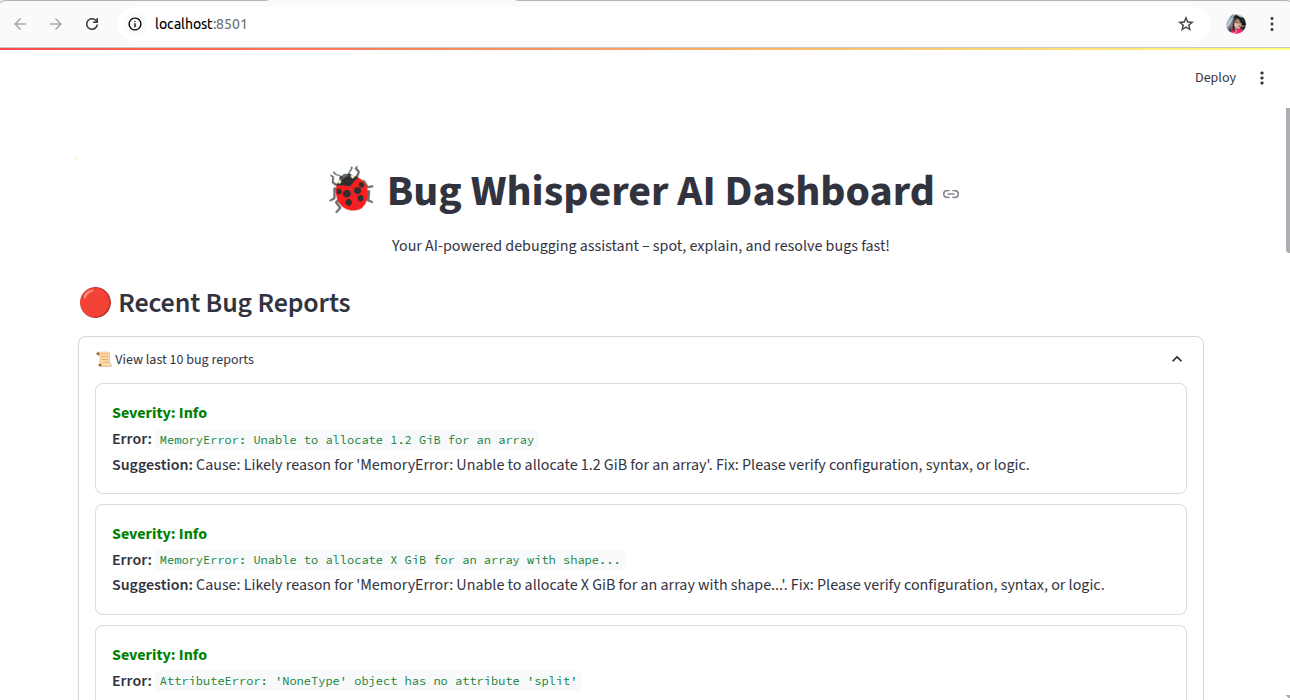 localhost:8501
Deploy
Bug Whisperer AI Dashboard
Your AI-powered debugging assistant – spot, explain, and resolve bugs fast!
Recent Bug Reports
View last 10 bug reports
Severity: Info
Error: MemoryError: Unable to allocate 1.2 GiB for an array
Suggestion: Cause: Likely reason for 'MemoryError: Unable to allocate 1.2 GiB for an array'. Fix: Please verify configuration, syntax, or logic.
Severity: Info
Error: MemoryError: Unable to allocate X GiB for an array with shape...
Suggestion: Cause: Likely reason for 'MemoryError: Unable to allocate X GiB for an array with shape...'. Fix: Please verify configuration, syntax, or logic.
Severity: Info
Error: AttributeError: 'NoneType' object has no attribute 'split'